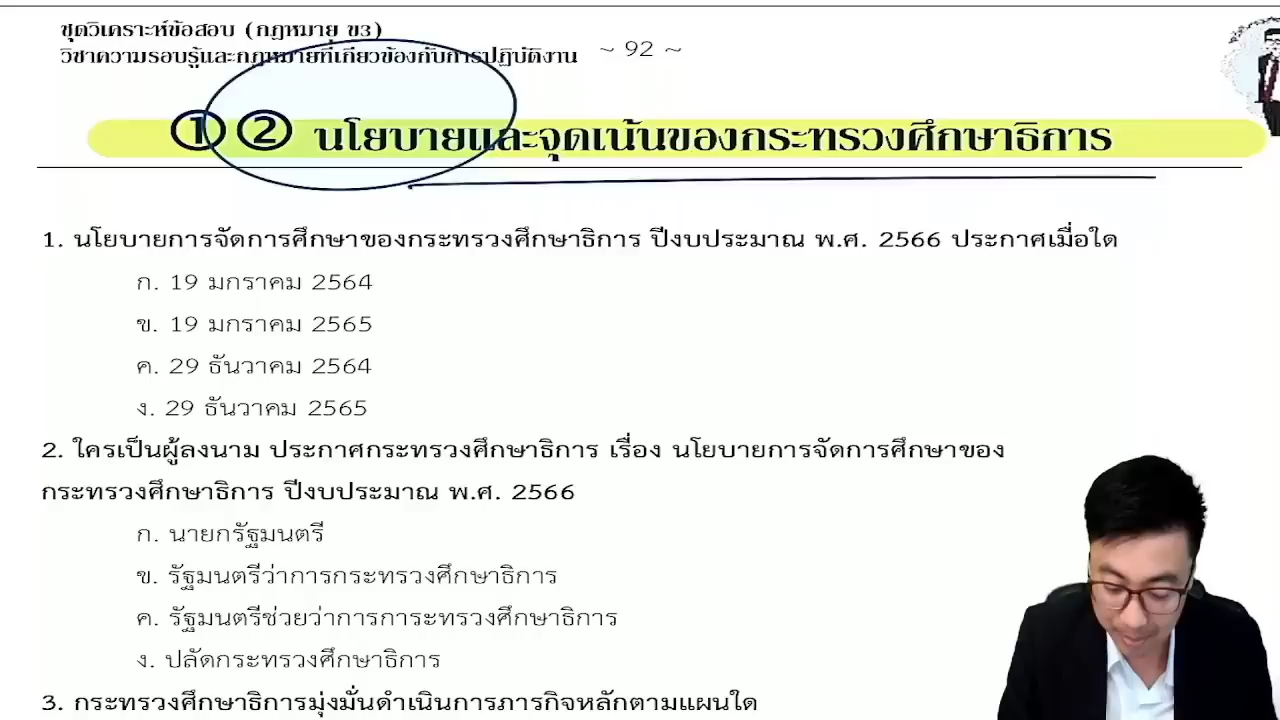 ชุดวิเคราะห์ข้อสอบ (กฎหมาย ข3)
วิชาความรอบรู้และกฎหมายที่เกี่ยวข้องกับการปฏิบัติงาน ~ 92 ~
① ② นโยบายและจุดเน้นของกระทรวงศึกษาธิการ
1. นโยบายการจัดการศึกษาของกระทรวงศึกษาธิการ ปีงบประมาณ พ.ศ. 2566 ประกาศเมื่อใด
ก. 19 มกราคม 2564
ข. 19 มกราคม 2565
ค. 29 ธันวาคม 2564
ง. 29 ธันวาคม 2565
2. ใครเป็นผู้ลงนาม ประกาศกระทรวงศึกษาธิการ เรื่อง นโยบายการจัดการศึกษาของ
กระทรวงศึกษาธิการ ปีงบประมาณ พ.ศ. 2566
ก. นายกรัฐมนตรี
ข. รัฐมนตรีว่าการกระทรวงศึกษาธิการ
ค. รัฐมนตรีช่วยว่าการการะทรวงศึกษาธิการ
ง. ปลัดกระทรวงศึกษาธิการ
3. กระทรวงศึกษาธิการมุ่งมั่นดำเนินการภารกิจหลักตามแผนใด